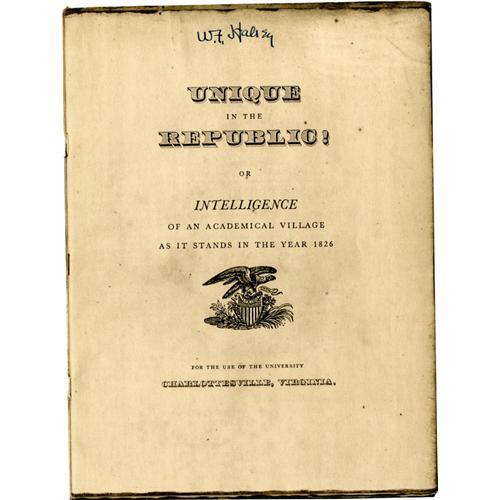 W.F. Halsey
UNIQUE
IN THE
REPUBLIC!
OR
INTELLIGENCE
OF AN ACADEMICAL VILLAGE
AS IT STANDS IN THE YEAR 1826
FOR THE USE OF THE UNIVERSITY
CHARLOTTESVILLE, VIRGINIA.